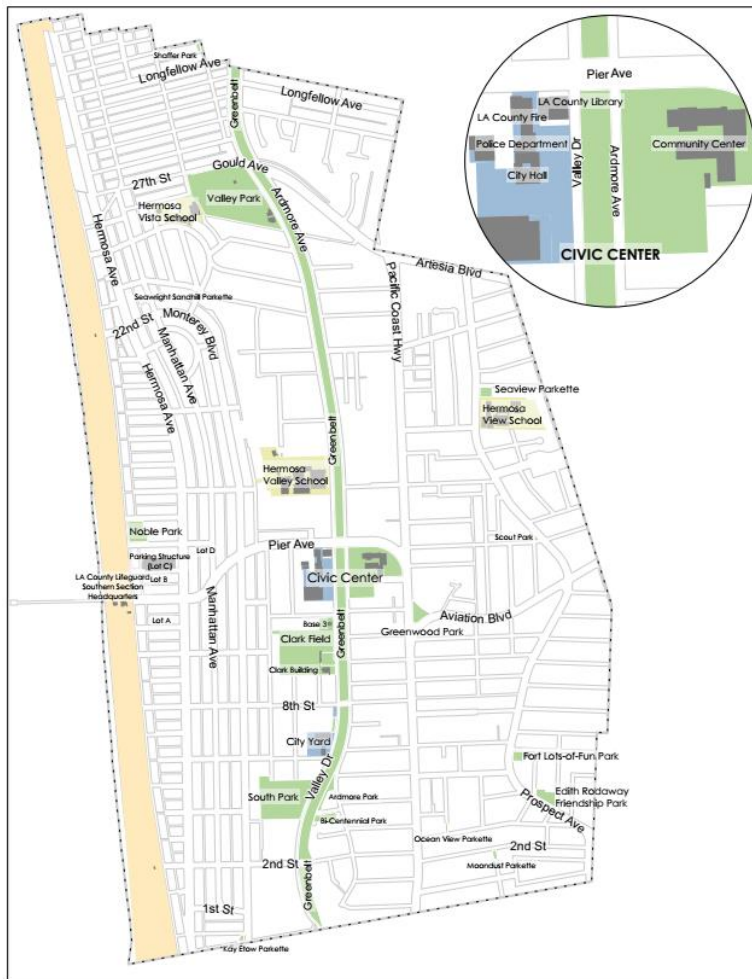 Shaffer Park
Longfellow Ave
Longfellow Ave
Greenbelt
Pier Ave
LA County Library
LA County Fire
Police Department
City Hall
Valley Dr
Ardmore Ave
Community Center
CIVIC CENTER
27th St
Gould Ave
Valley Park
Hermosa
Vista School
Ardmore Ave
Hermosa Ave
Artesia Blvd
Pacific Coast Hwy
Seawright Sandhill Parkette
22nd St
Monterey Blvd
Manhattan Ave
Hermosa Ave
Seaview Parkette
Hermosa
View School
Greenbelt
Hermosa
Valley School
Noble Park
Lot D
Pier Ave
Scout Park
Parking Structure
(Lot C)
Lot B
LA County Lifeguard
Southern Section
Headquarters
Civic Center
Lot A
Manhattan Ave
Base 3
Clark Field
Greenbelt
Aviation Blvd
Greenwood Park
Clark Building
8th St
City Yard
Valley Dr
Fort Lots-of-Fun Park
South Park
Ardmore Park
Edith Rodaway
Friendship Park
Prospect Ave
Bi-Centennial Park
Ocean View Parkette
2nd St
2nd St
Moondust Parkette
Greenbelt
1st St
Kay Etow Parkette